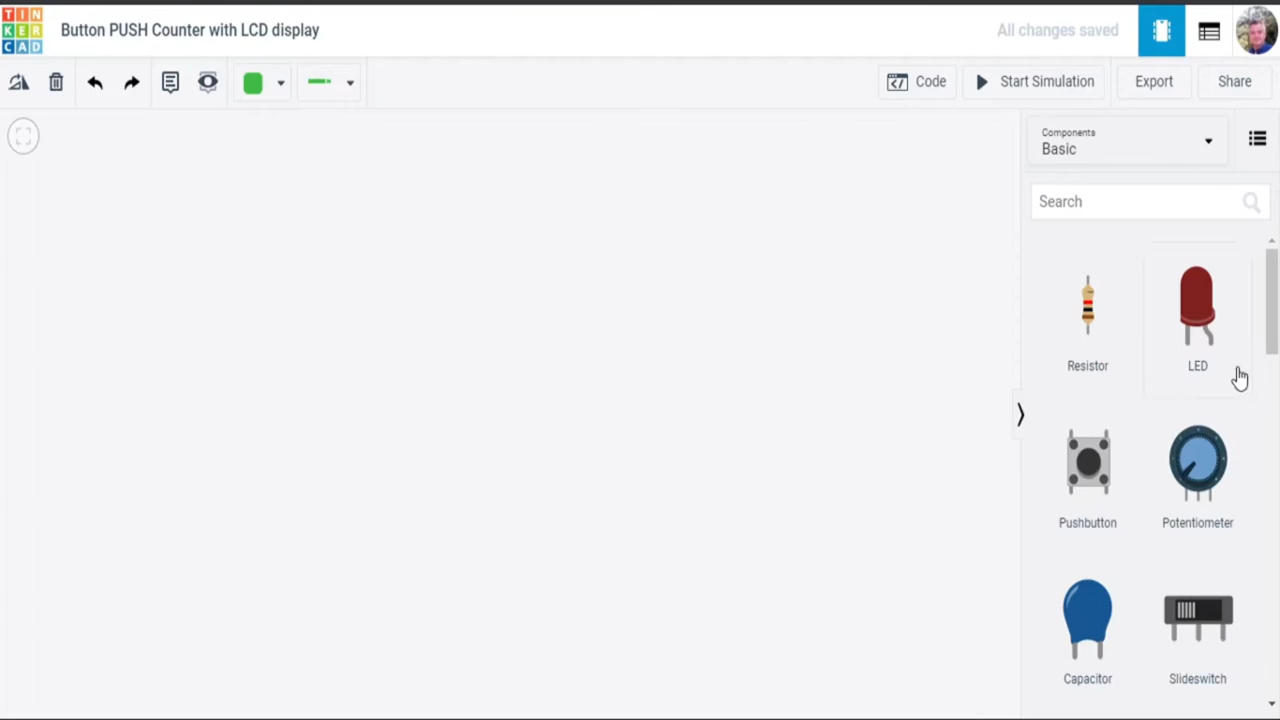 TIN
KER
CAD
Button PUSH Counter with LCD display
All changes saved
Code
Start Simulation
Export
Share
Components
Basic
Search
Resistor
LED
Pushbutton
Potentiometer
Capacitor
Slideswitch